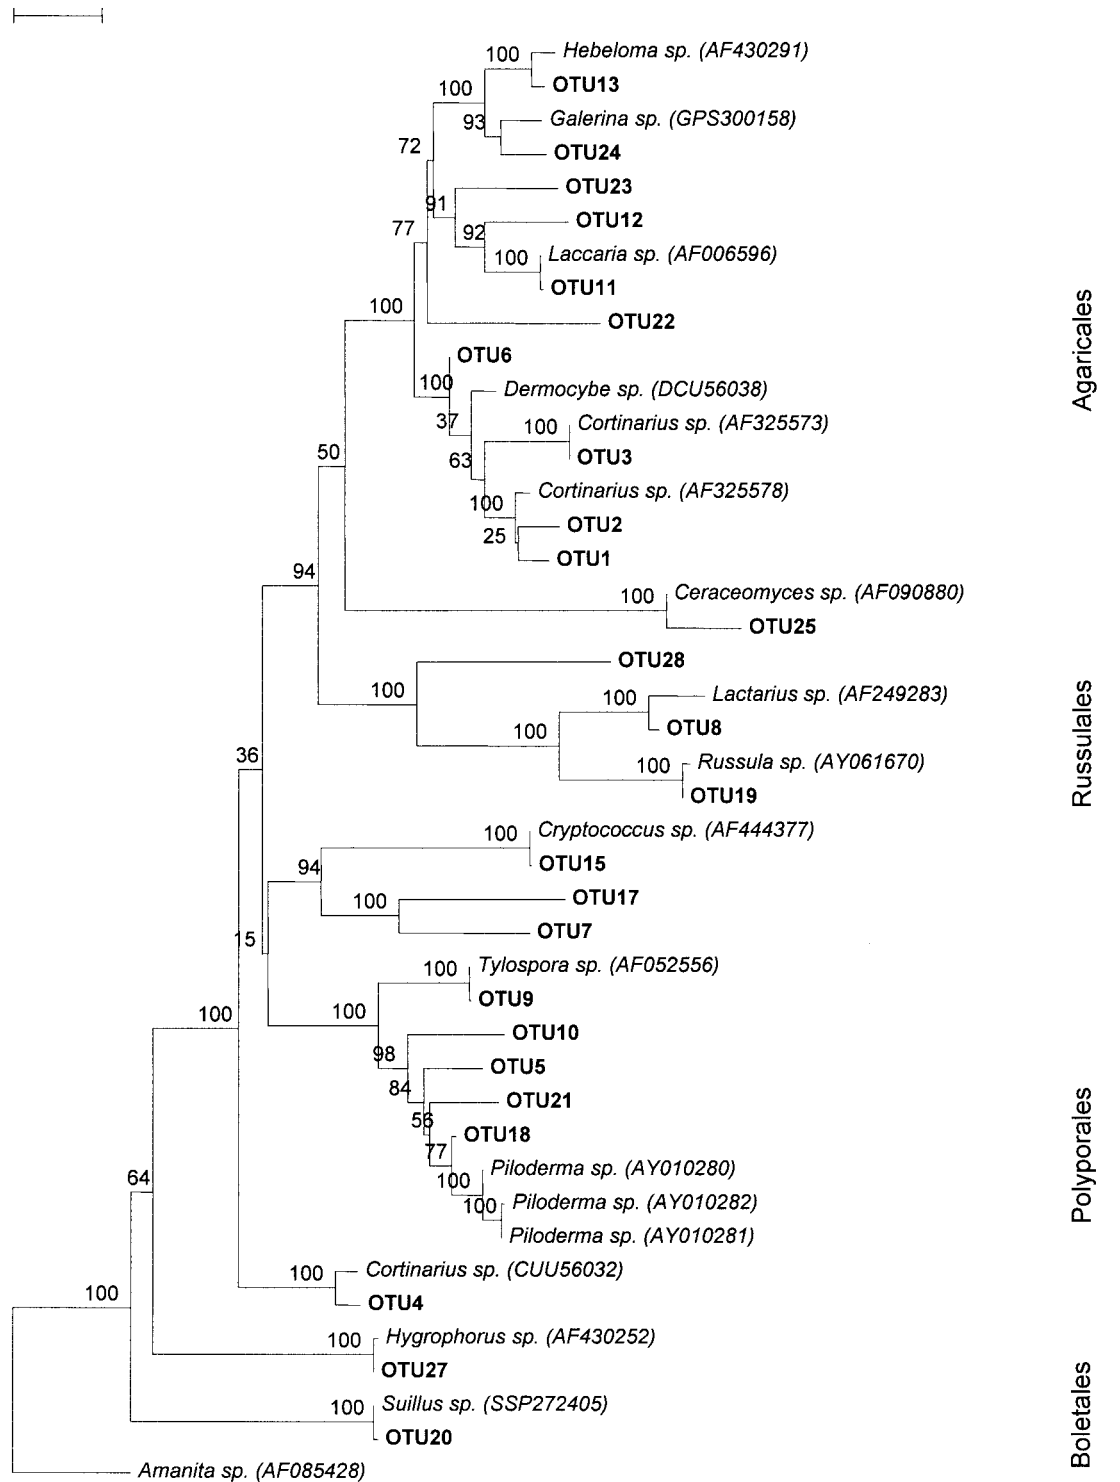 100 Hebeloma sp. (AF430291)
OTU13
100
93 Galerina sp. (GPS300158)
OTU24
72
OTU23
91
OTU12
92
77
100 Laccaria sp. (AF006596)
OTU11
100
OTU22
OTU6
100
Dermocybe sp. (DCU56038)
37
100 Cortinarius sp. (AF325573)
OTU3
63
50
Cortinarius sp. (AF325578)
100
OTU2
25
OTU1
94
100 Ceraceomyces sp. (AF090880)
OTU25
OTU28
100
100 Lactarius sp. (AF249283)
OTU8
100
36
100 Russula sp. (AY061670)
OTU19
100 Cryptococcus sp. (AF444377)
OTU15
94
OTU17
100
OTU7
15
100 Tylospora sp. (AF052556)
OTU9
100
100
OTU10
98
OTU5
84
OTU21
56
OTU18
77
Piloderma sp. (AY010280)
100
64
Piloderma sp. (AY010282)
100
Piloderma sp. (AY010281)
100 Cortinarius sp. (CUU56032)
OTU4
100
100 Hygrophorus sp. (AF430252)
OTU27
100 Suillus sp. (SSP272405)
OTU20
Amanita sp. (AF085428)
Agaricales
Russulales
Polyporales
Boletales